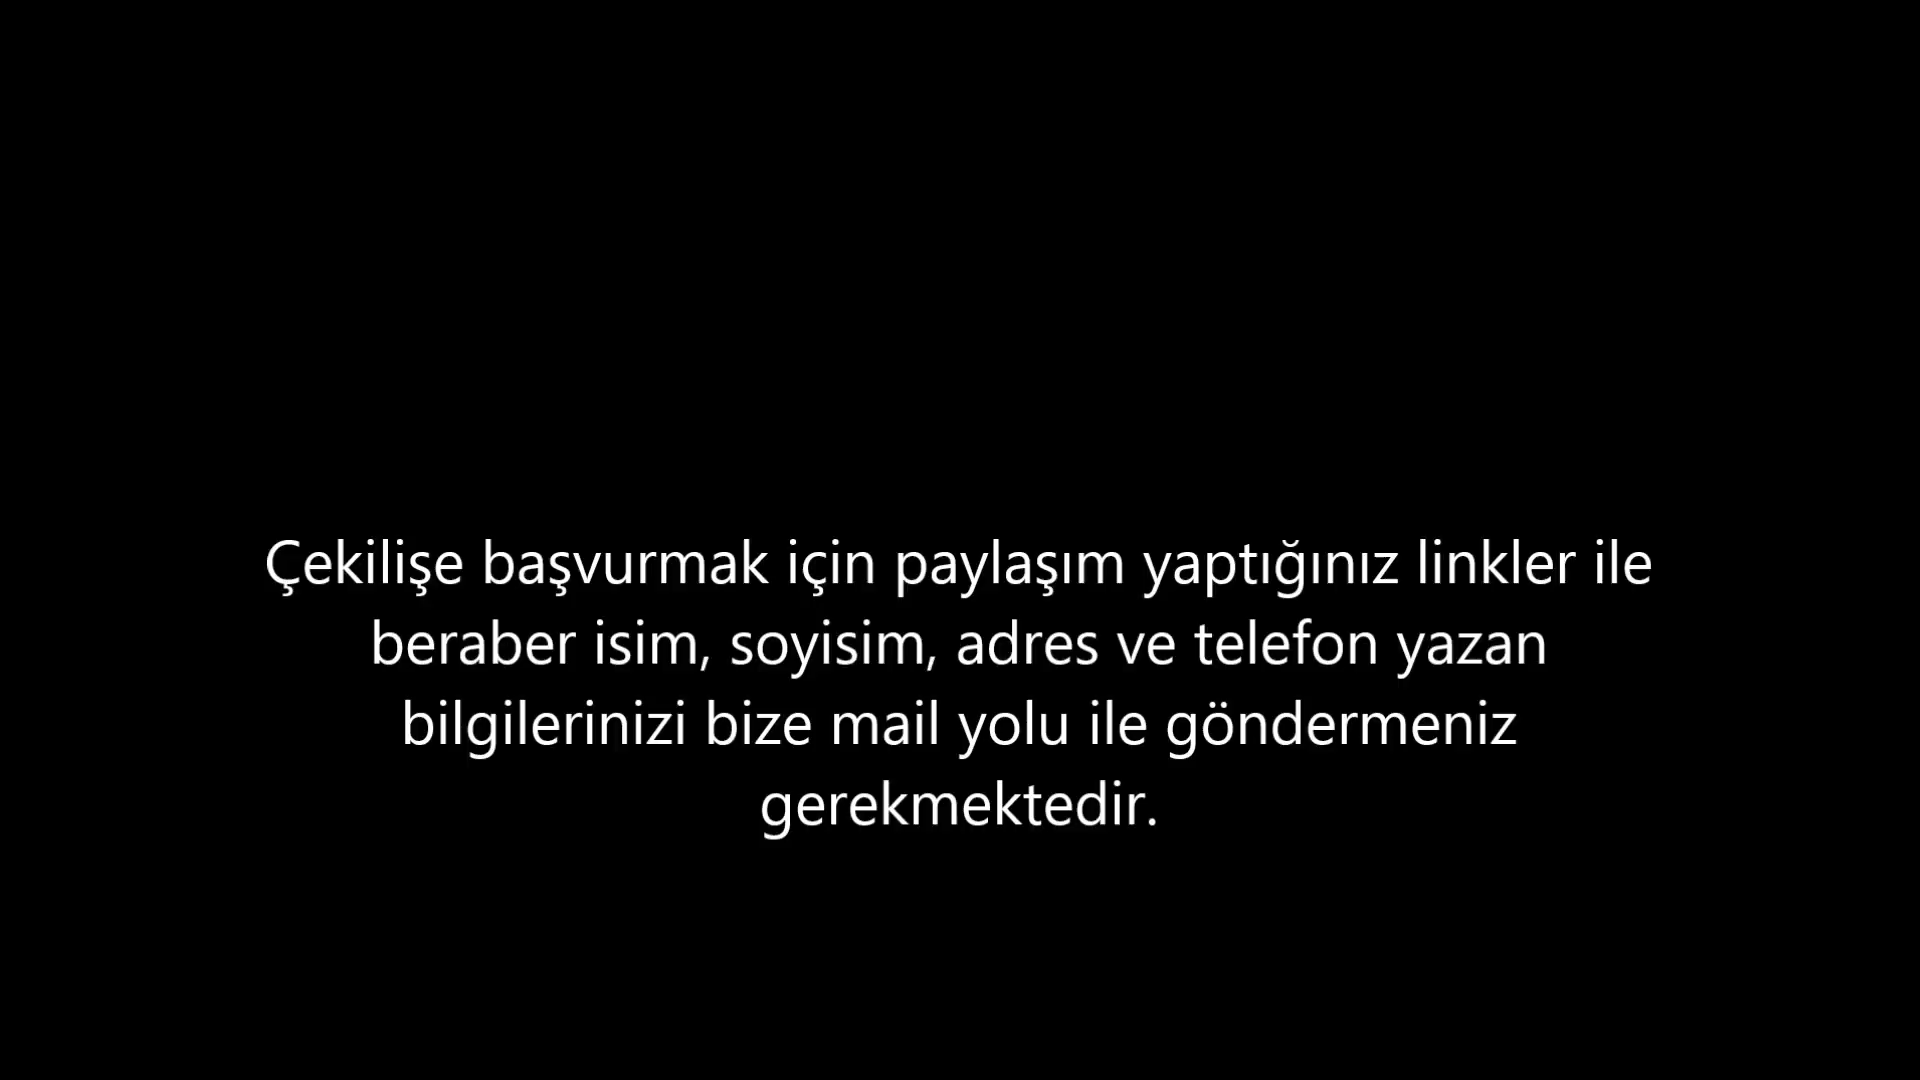 Çekilişe başvurmak için paylaşım yaptığınız linkler ile
beraber isim, soyisim, adres ve telefon yazan
bilgilerinizi bize mail yolu ile göndermeniz
gerekmektedir.